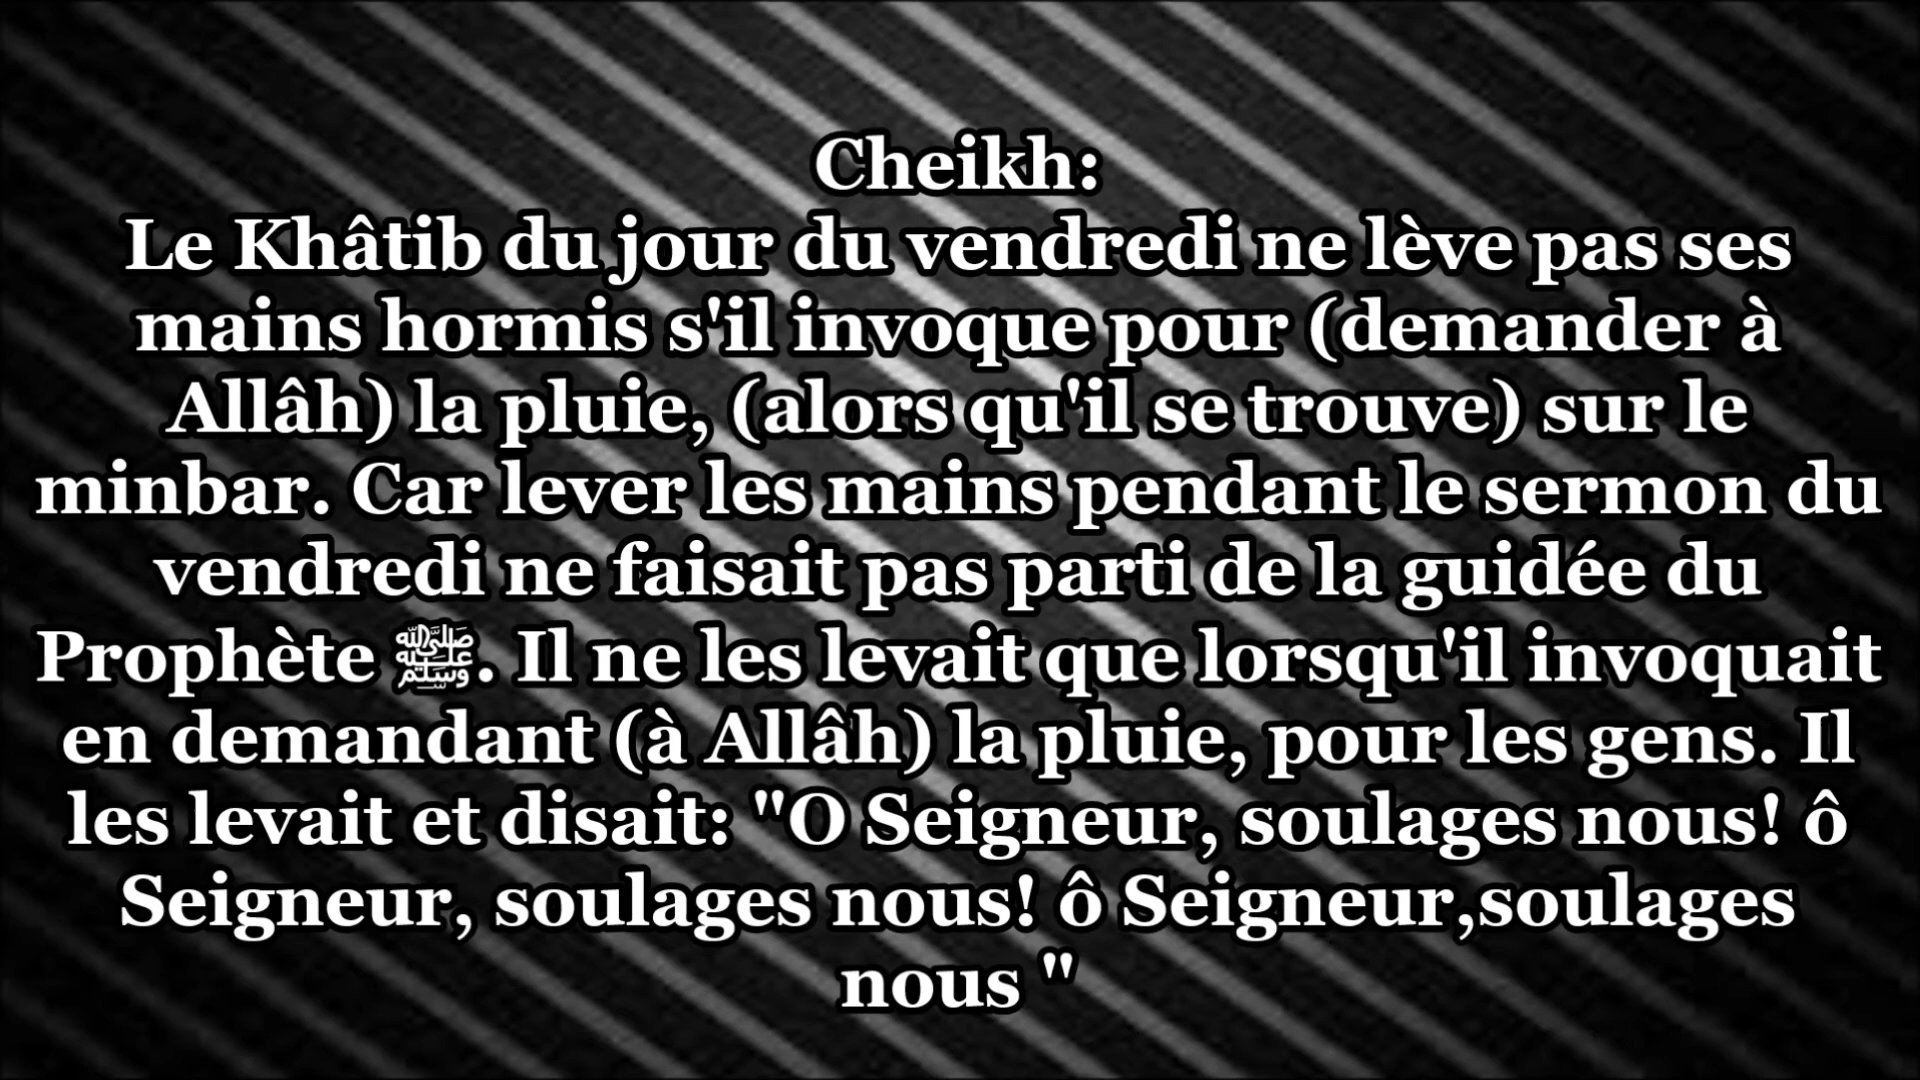 Cheikh:
Le Khâtib du jour du vendredi ne lève pas ses
mains hormis s'il invoque pour (demander à
Allâh) la pluie, (alors qu'il se trouve) sur le
minbar. Car lever les mains pendant le sermon du
vendredi ne faisait pas parti de la guidée du
Prophète ﷺ. Il ne les levait que lorsqu'il invoquait
en demandant (à Allâh) la pluie, pour les gens. Il
les levait et disait: "O Seigneur, soulages nous! ô
Seigneur, soulages nous! ô Seigneur,soulages
nous "